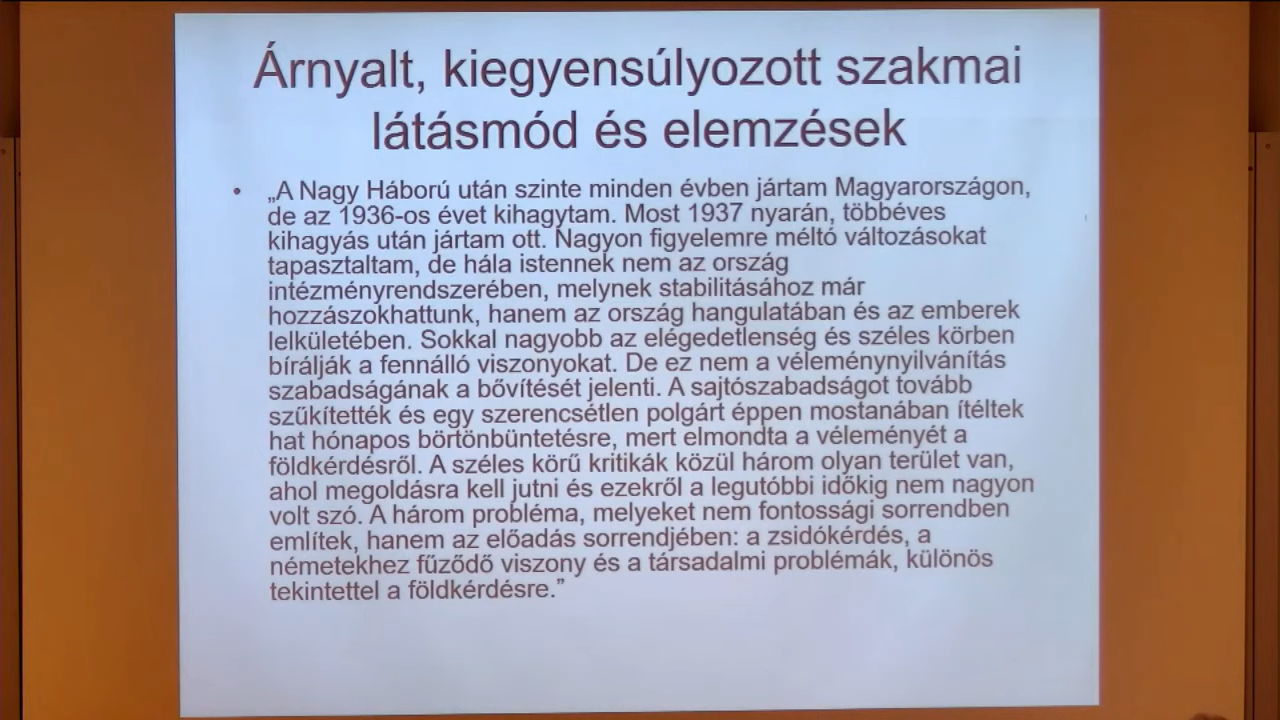 Árnyalt, kiegyensúlyozott szakmai
látásmód és elemzések
• „A Nagy Háború után szinte minden évben jártam Magyarországon,
de az 1936-os évet kihagytam. Most 1937 nyarán, többéves
kihagyás után jártam ott. Nagyon figyelemre méltó változásokat
tapasztaltam, de hála istennek nem az ország
intézményrendszerében, melynek stabilitásához már
hozzászokhattunk, hanem az ország hangulatában és az emberek
lelkületében. Sokkal nagyobb az elégedetlenség és széles körben
bírálják a fennálló viszonyokat. De ez nem a véleménynyilvánítás
szabadságának a bővítését jelenti. A sajtószabadságot tovább
szűkítették és egy szerencsétlen polgárt éppen mostanában ítéltek
hat hónapos börtönbüntetésre, mert elmondta a véleményét a
földkérdésről. A széles körű kritikák közül három olyan terület van,
ahol megoldásra kell jutni és ezekről a legutóbbi időkig nem nagyon
volt szó. A három probléma, melyeket nem fontossági sorrendben
említek, hanem az előadás sorrendjében: a zsidókérdés, a
németekhez fűződő viszony és a társadalmi problémák, különös
tekintettel a földkérdésre.”